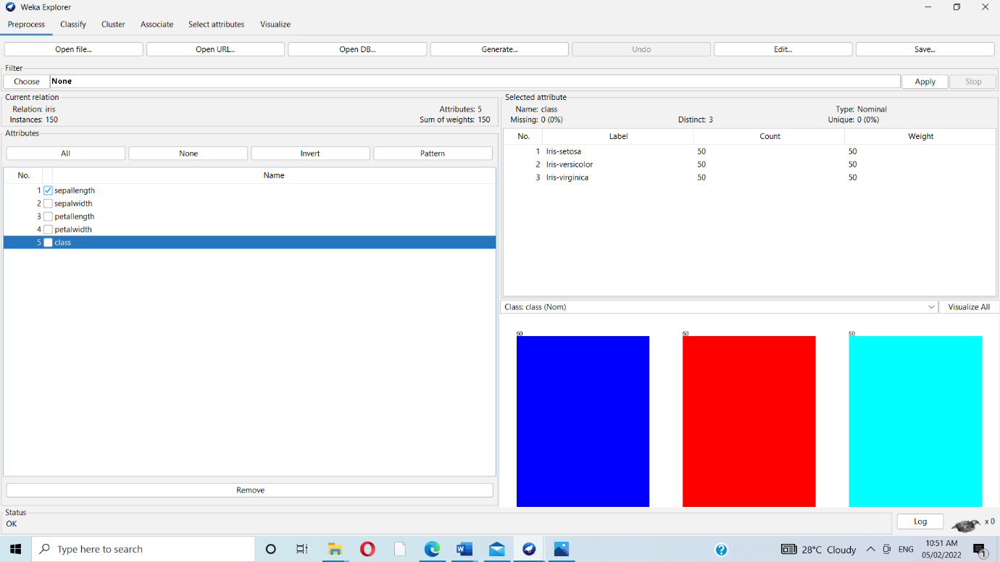 Weka Explorer
Preprocess Classify Cluster Associate Select attributes Visualize
Open file... Open URL... Open DB... Generate... Undo Edit... Save...
Filter
Choose None Apply Stop
Current relation
Relation: iris Attributes: 5
Instances: 150 Sum of weights: 150
Attributes
All None Invert Pattern
No. Name
1 sepallength
2 sepalwidth
3 petallength
4 petalwidth
5 class
Remove
Selected attribute
Name: class Type: Nominal
Missing: 0 (0%) Distinct: 3 Unique: 0 (0%)
No. Label Count Weight
1 Iris-setosa 50 50
2 Iris-versicolor 50 50
3 Iris-virginica 50 50
Class: class (Nom) Visualize All
50 50 50
Status
OK
Log x 0
Type here to search
W
28°C Cloudy ENG
10:51 AM
05/02/2022
1